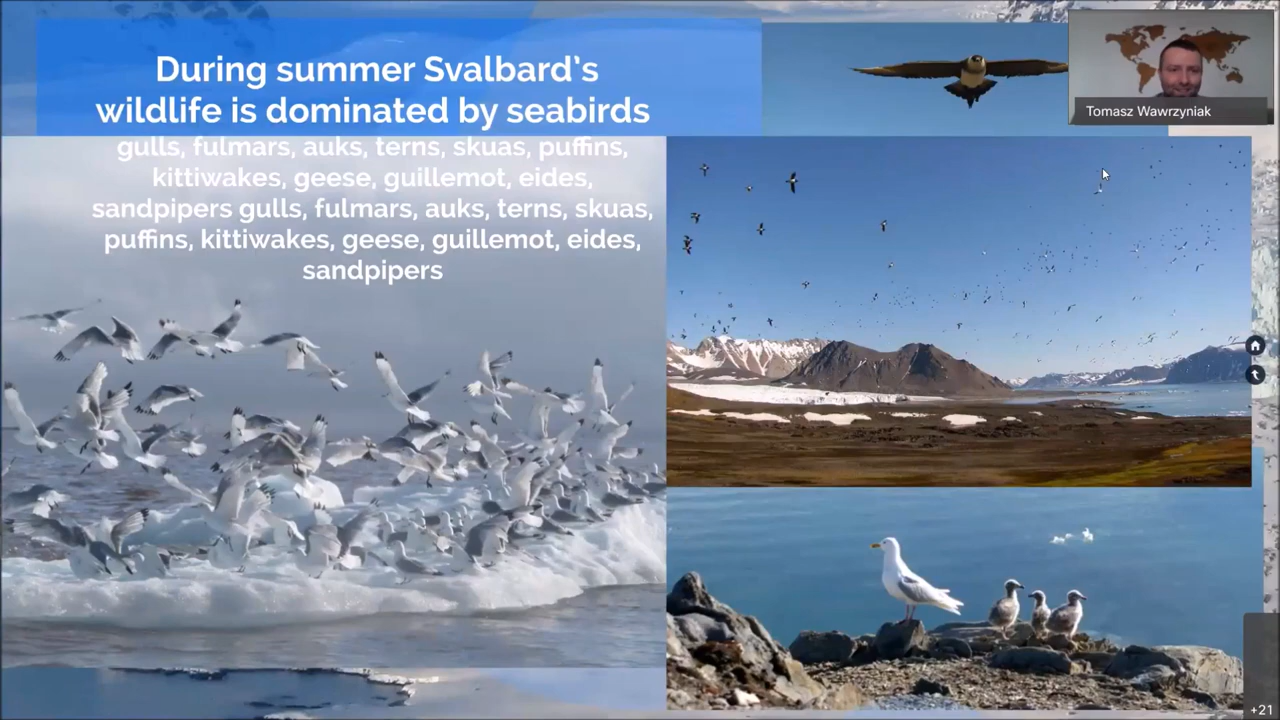 During summer Svalbard's
wildlife is dominated by seabirds
gulls, fulmars, auks, terns, skuas, puffins,
kittiwakes, geese, guillemot, eides,
sandpipers gulls, fulmars, auks, terns, skuas,
puffins, kittiwakes, geese, guillemot, eides,
sandpipers
Tomasz Wawrzyniak
+21